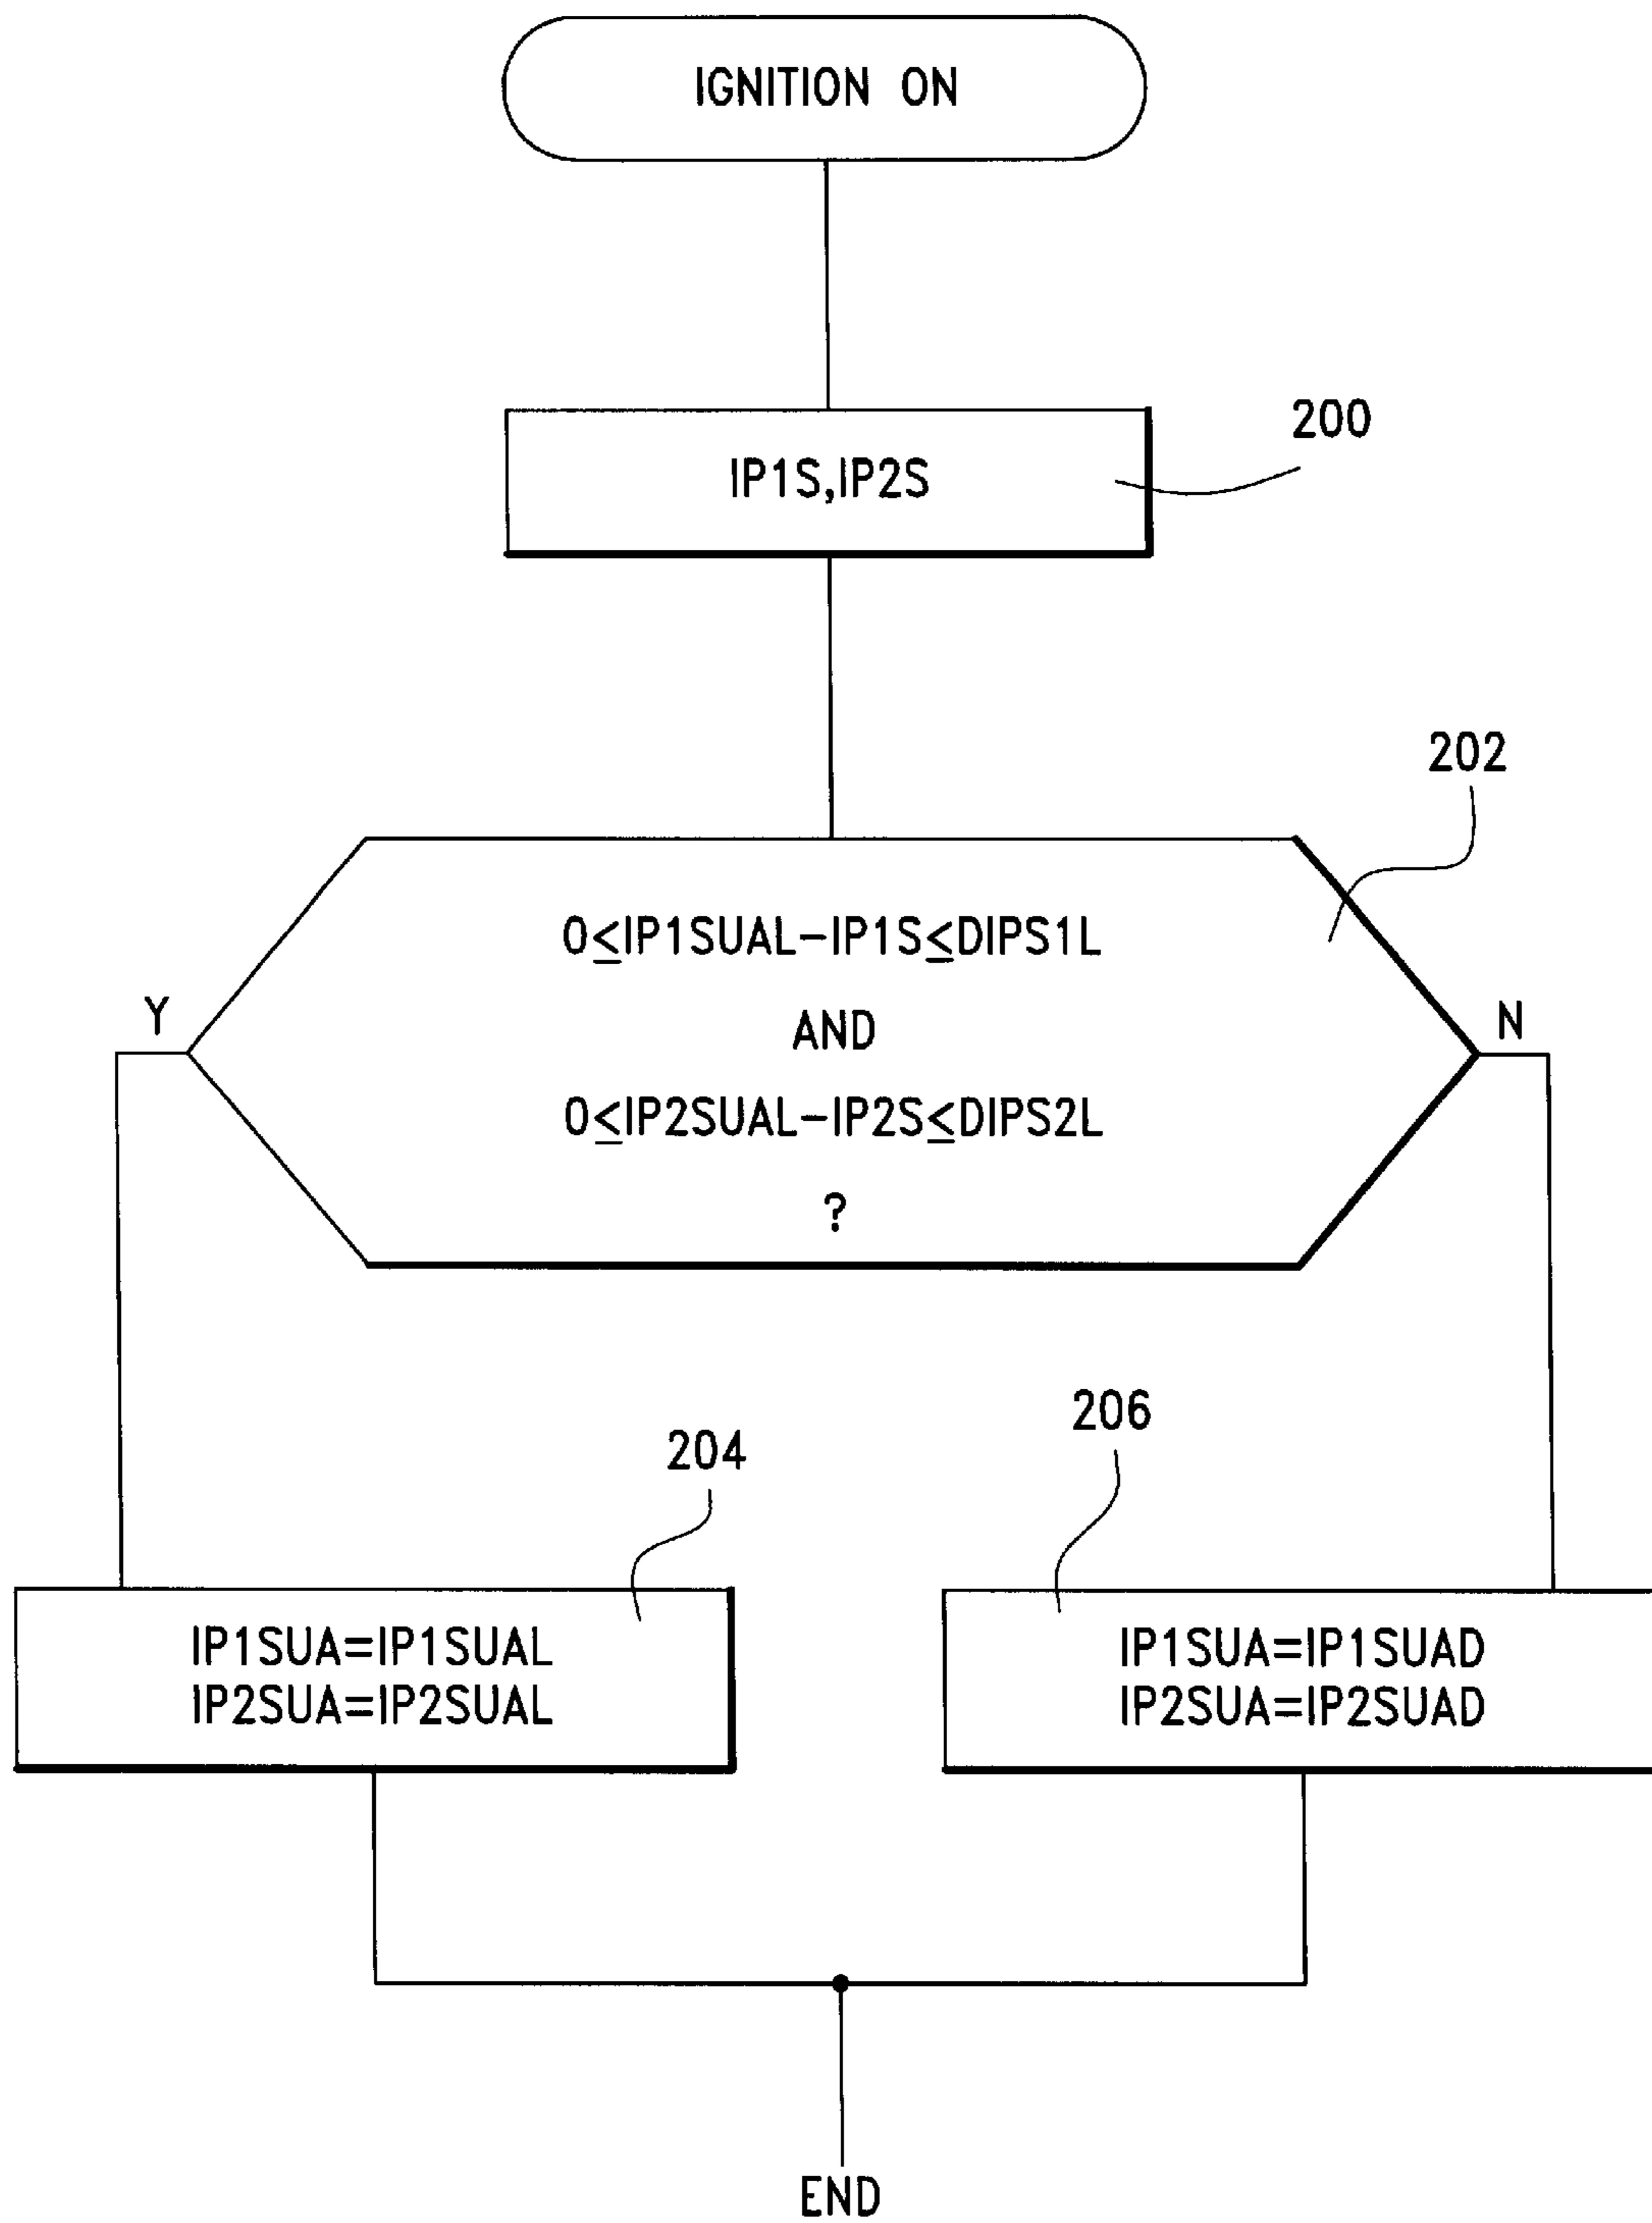 IGNITION ON
200
IP1S,IP2S
202
0≤IP1SUAL-IP1S≤DIPS1L
AND
0≤IP2SUAL-IP2S≤DIPS2L
?
Y
N
204
206
IP1SUA=IP1SUAL
IP2SUA=IP2SUAL
IP1SUA=IP1SUAD
IP2SUA=IP2SUAD
END